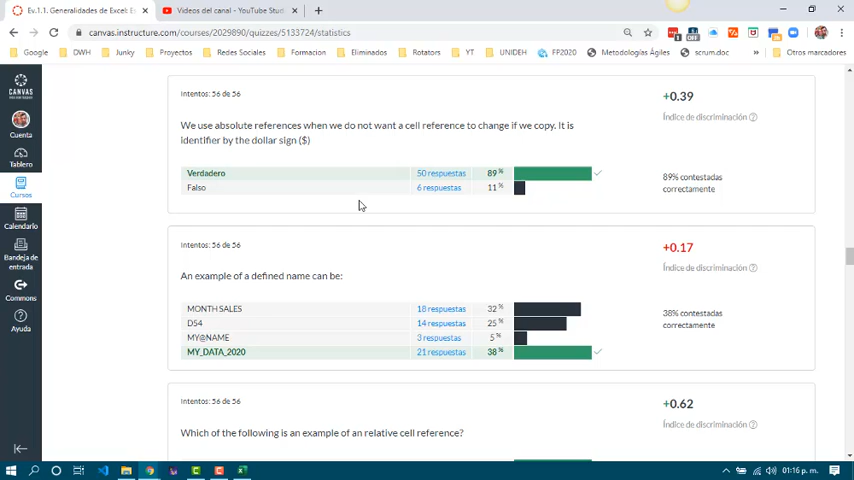 Ev.1.1. Generalidades de Excel: E
Videos del canal - YouTube Studi
canvas.instructure.com/courses/2029890/quizzes/5133724/statistics
Google DWH Junky Proyectos Redes Sociales Formacion Eliminados Rotators YT UNIDEH FP2020 Metodologías Ágiles scrum.doc Otros marcadores
CANVAS
Cuenta
Tablero
Cursos
Calendario
Bandeja de
entrada
Commons
Ayuda
Intentos: 56 de 56
+0.39
Índice de discriminación
We use absolute references when we do not want a cell reference to change if we copy. It is
identifier by the dollar sign ($)
Verdadero 50 respuestas 89%
Falso 6 respuestas 11%
89% contestadas
correctamente
Intentos: 56 de 56
+0.17
Índice de discriminación
An example of a defined name can be:
MONTH SALES 18 respuestas 32%
D54 14 respuestas 25%
MY@NAME 3 respuestas 5%
MY_DATA_2020 21 respuestas 38%
38% contestadas
correctamente
Intentos: 56 de 56
+0.62
Índice de discriminación
Which of the following is an example of an relative cell reference?
01:16 p. m.